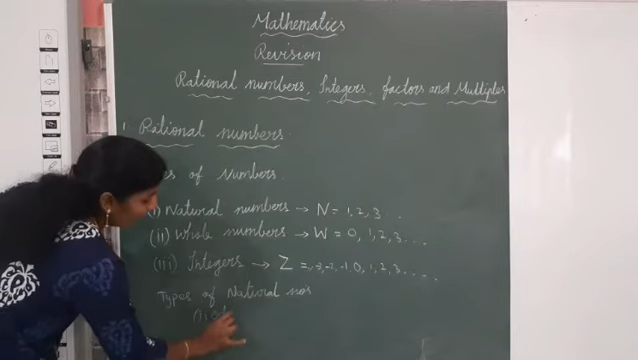 Mathematics
Revision
Rational numbers, Integers, factors and Multiples
1. Rational numbers
of Numbers.
(i) Natural numbers → N = 1, 2, 3 .
(ii) Whole numbers → W = 0, 1, 2, 3...
(iii) Integers → Z = ..-3,-2,-1,0, 1, 2, 3.....
Types of Natural nos